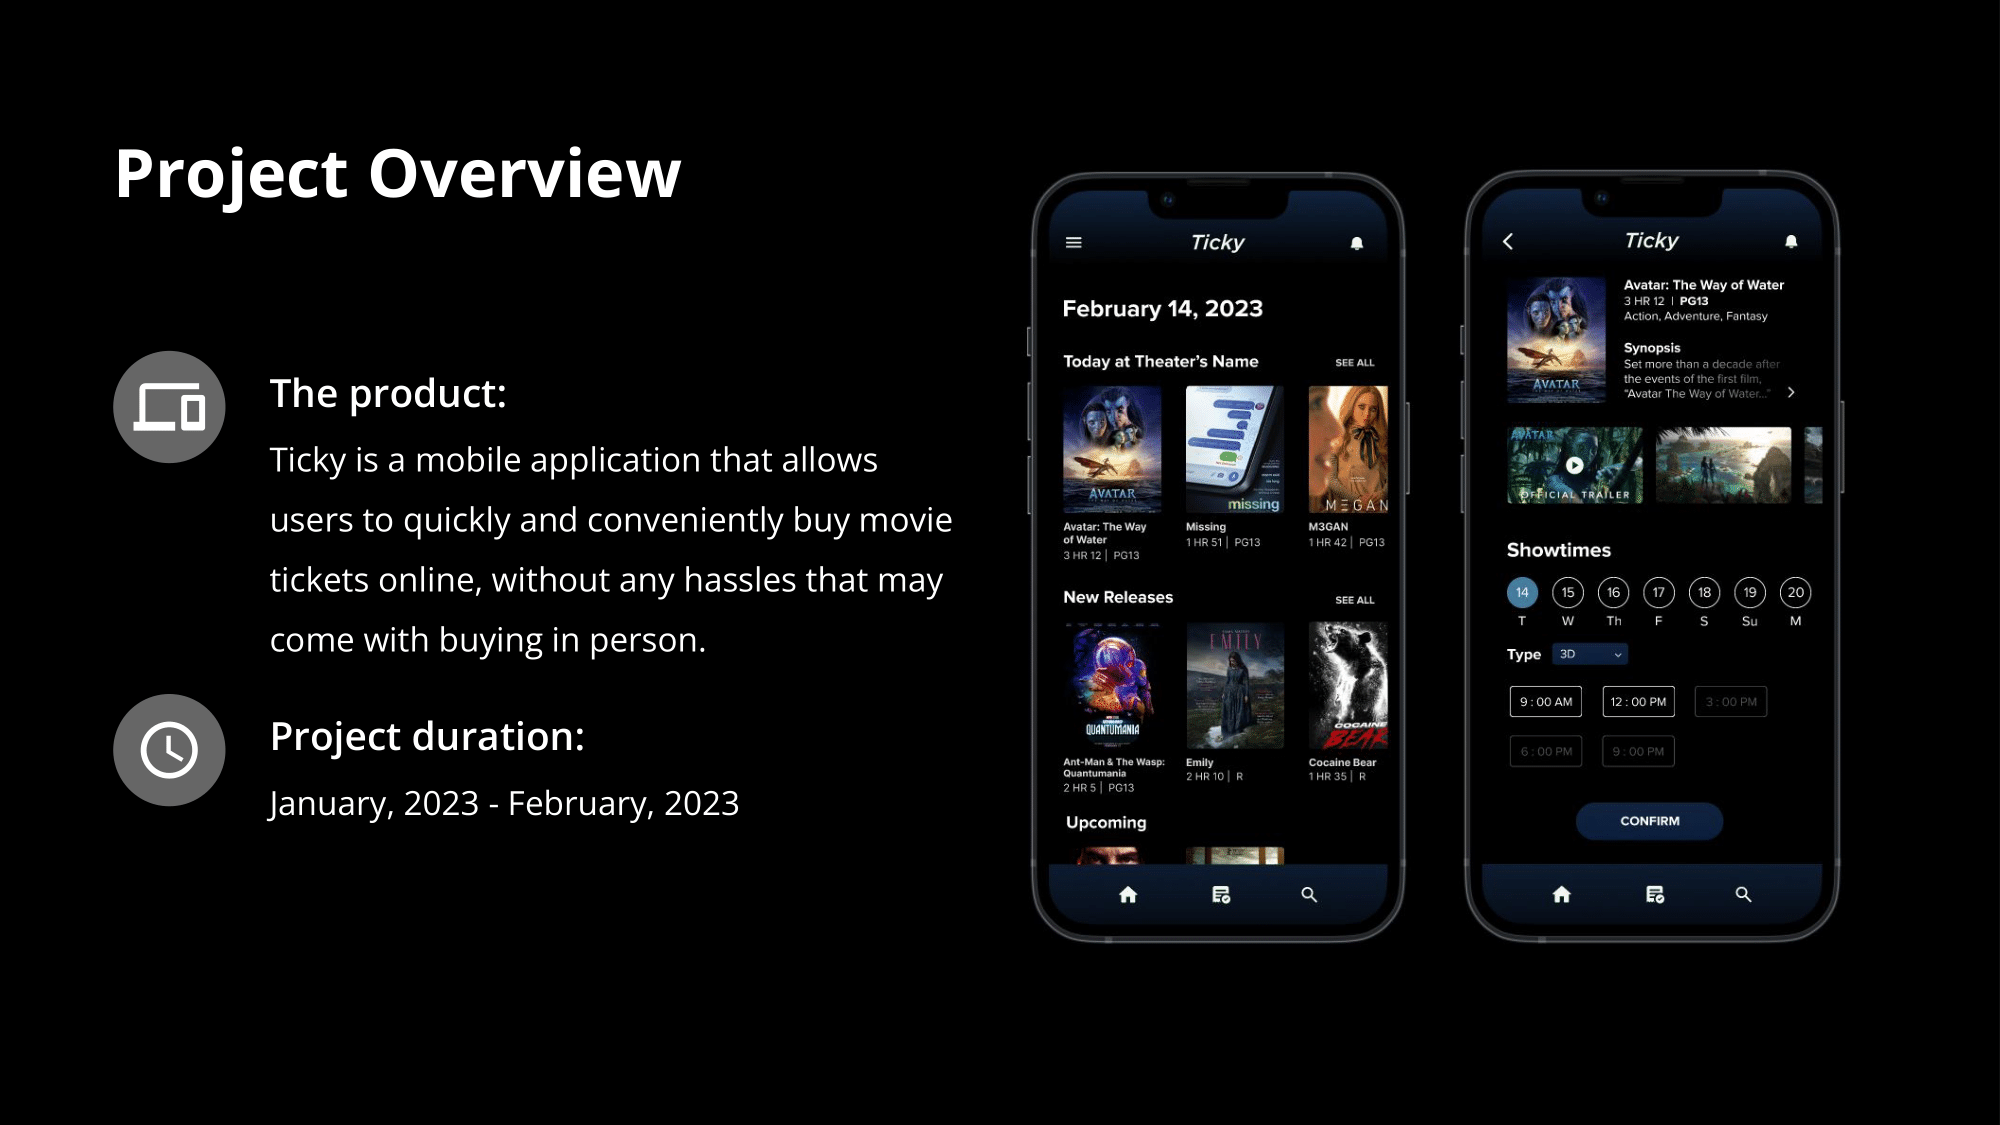 Project Overview
The product:
Ticky is a mobile application that allows
users to quickly and conveniently buy movie
tickets online, without any hassles that may
come with buying in person.
Project duration:
January, 2023 - February, 2023
Ticky
February 14, 2023
Today at Theater’s Name
SEE ALL
AVATAR
missing
M3GAN
Avatar: The Way
of Water
3 HR 12 | PG13
Missing
1 HR 51 | PG13
M3GAN
1 HR 42 | PG13
New Releases
SEE ALL
QUANTUMANIA
EMILY
COCAINE
BEAR
Ant-Man & The Wasp:
Quantumania
2 HR 5 | PG13
Emily
2 HR 10 | R
Cocaine Bear
1 HR 35 | R
Upcoming
Ticky
AVATAR
Avatar: The Way of Water
3 HR 12 | PG13
Action, Adventure, Fantasy
Synopsis
Set more than a decade after
the events of the first film,
“Avatar The Way of Water...”
AVATAR
OFFICIAL TRAILER
Showtimes
14 15 16 17 18 19 20
T W Th F S Su M
Type 3D
9 : 00 AM 12 : 00 PM 3 : 00 PM
6 : 00 PM 9 : 00 PM
CONFIRM